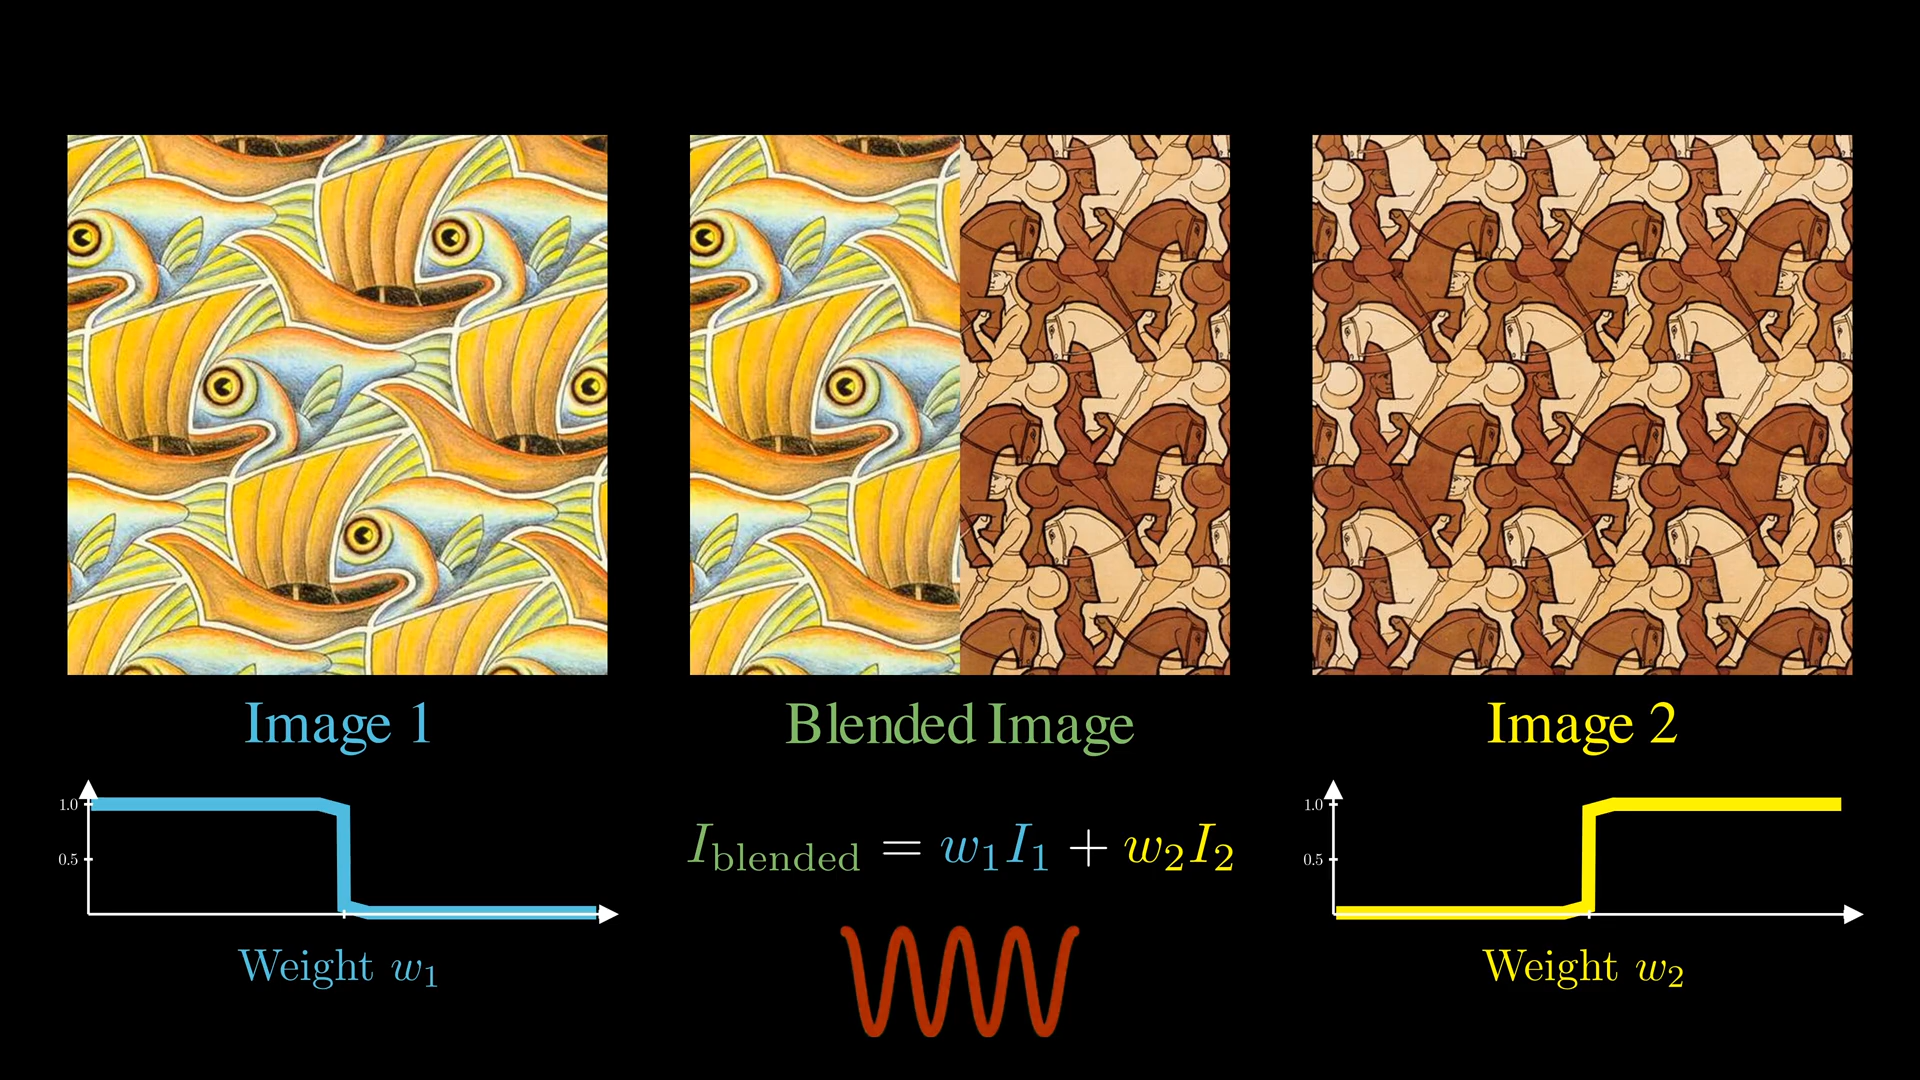 Image 1
Blended Image
Image 2
1.0
0.5
Weight w₁
I_blended = w₁I₁ + w₂I₂
1.0
0.5
Weight w₂